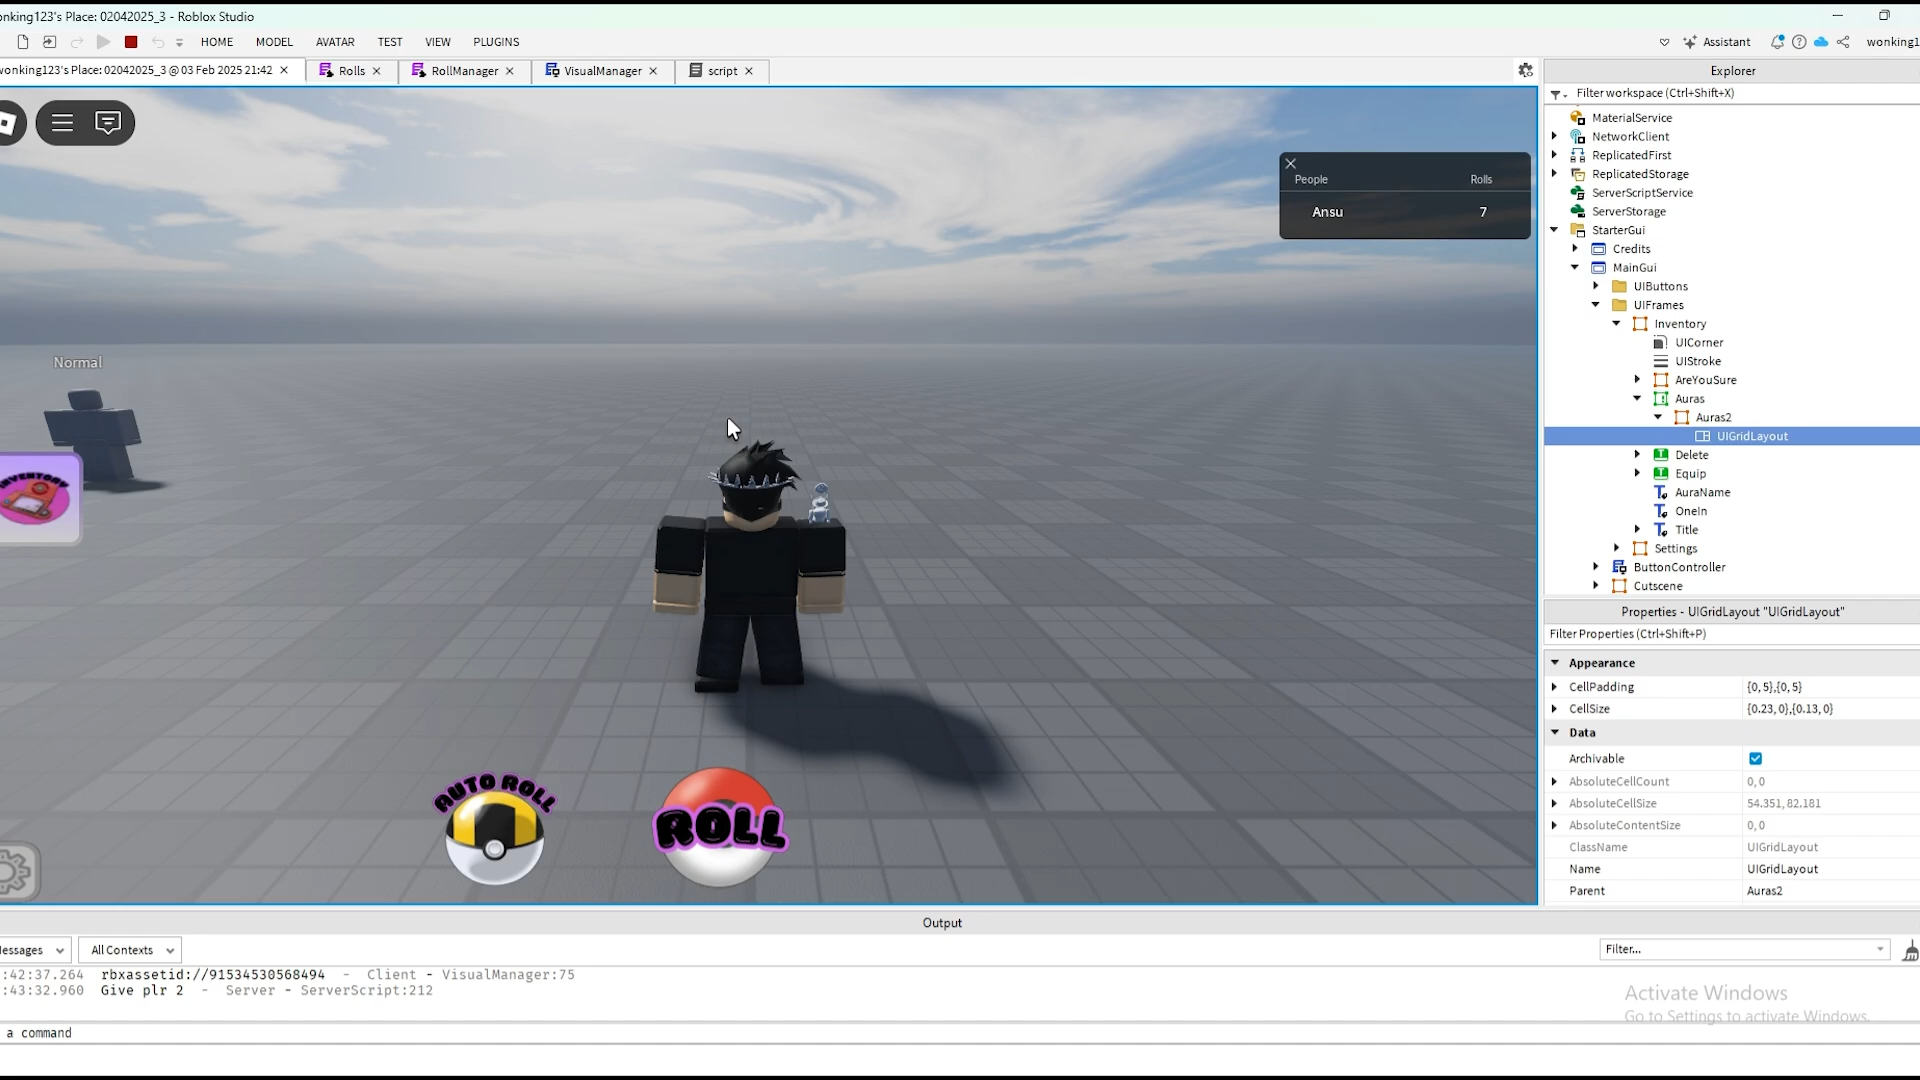 onking123's Place: 02042025_3 - Roblox Studio
HOME MODEL AVATAR TEST VIEW PLUGINS
Assistant
wonking1
wonking123's Place: 02042025_3 @ 03 Feb 2025 21:42
Rolls
RollManager
VisualManager
script
Explorer
Filter workspace (Ctrl+Shift+X)
MaterialService
NetworkClient
ReplicatedFirst
ReplicatedStorage
ServerScriptService
ServerStorage
StarterGui
Credits
MainGui
UIButtons
UIFrames
Inventory
UICorner
UIStroke
AreYouSure
Auras
Auras2
UIGridLayout
Delete
Equip
AuraName
OneIn
Title
Settings
ButtonController
Cutscene
People Rolls
Ansu 7
Normal
INVENTORY
AUTO ROLL
ROLL
Properties - UIGridLayout "UIGridLayout"
Filter Properties (Ctrl+Shift+P)
Appearance
CellPadding {0, 5},{0, 5}
CellSize {0.23, 0},{0.13, 0}
Data
Archivable
AbsoluteCellCount 0, 0
AbsoluteCellSize 54.351, 82.181
AbsoluteContentSize 0, 0
ClassName UIGridLayout
Name UIGridLayout
Parent Auras2
Output
Messages
All Contexts
Filter...
:42:37.264 rbxassetid://91534530568494 - Client - VisualManager:75
:43:32.960 Give plr 2 - Server - ServerScript:212
a command
Activate Windows
Go to Settings to activate Windows.